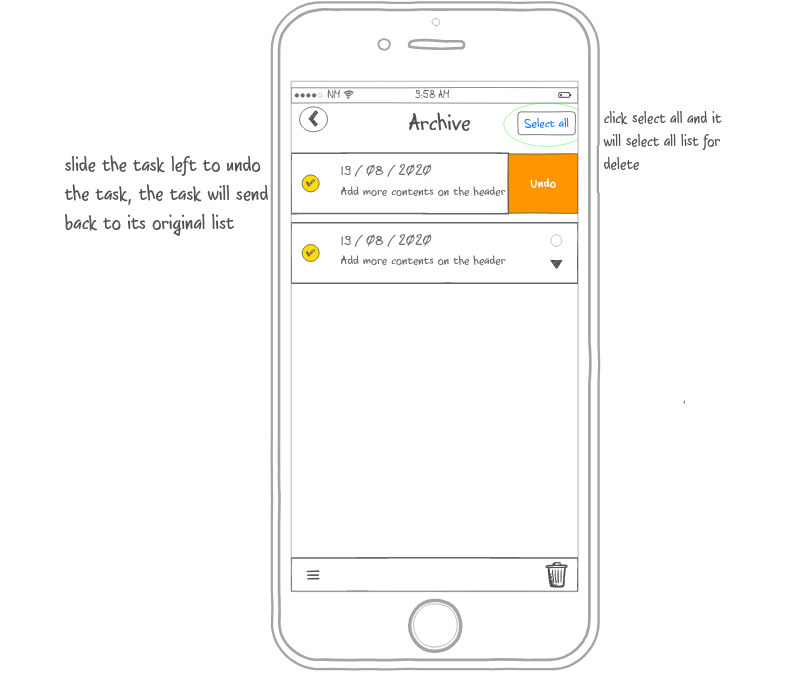 NM 9:58 AM
Archive
Select all
click select all and it
will select all list for
delete
slide the task left to undo
the task, the task will send
back to its original list
19 / 08 / 2020
Add more contents on the header
Undo
19 / 08 / 2020
Add more contents on the header